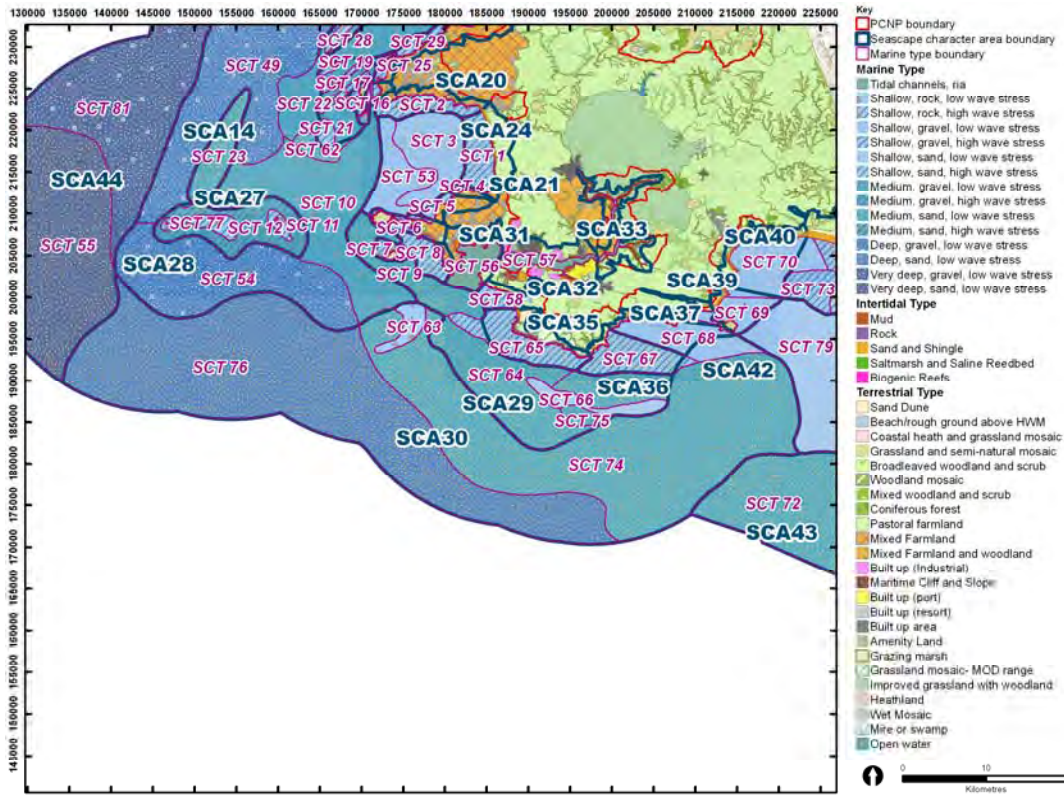 130000 135000 140000 145000 150000 155000 160000 165000 170000 175000 180000 185000 190000 195000 200000 205000 210000 215000 220000 225000
230000
225000
220000
215000
210000
205000
200000
195000
190000
185000
180000
175000
170000
165000
160000
155000
150000
145000
SCT 28
SCT 29
SCT 49
SCT 19
SCT 25
SCT 17
SCA20
SCT 81
SCT 22
SCT 16
SCT 2
SCT 21
SCA14
SCA24
SCT 3
SCT 62
SCT 23
SCT 1
SCA44
SCT 53
SCT 4
SCA21
SCA27
SCT 10
SCT 5
SCT 77
SCT 12
SCT 11
SCT 6
SCA31
SCA33
SCA40
SCT 55
SCT 7
SCT 8
SCT 57
SCT 70
SCA28
SCT 54
SCT 9
SCT 56
SCA32
SCA39
SCT 73
SCT 58
SCT 63
SCA35
SCA37
SCT 69
SCT 65
SCT 68
SCT 79
SCT 76
SCT 64
SCT 67
SCA42
SCA36
SCT 66
SCA29
SCT 75
SCA30
SCT 74
SCT 72
SCA43
Key
PCNP boundary
Seascape character area boundary
Marine type boundary
Marine Type
Tidal channels, ria
Shallow, rock, low wave stress
Shallow, rock, high wave stress
Shallow, gravel, low wave stress
Shallow, gravel, high wave stress
Shallow, sand, low wave stress
Shallow, sand, high wave stress
Medium, gravel, low wave stress
Medium, gravel, high wave stress
Medium, sand, low wave stress
Medium, sand, high wave stress
Deep, gravel, low wave stress
Deep, sand, low wave stress
Very deep, gravel, low wave stress
Very deep, sand, low wave stress
Intertidal Type
Mud
Rock
Sand and Shingle
Saltmarsh and Saline Reedbed
Biogenic Reefs
Terrestrial Type
Sand Dune
Beach/rough ground above HWM
Coastal heath and grassland mosaic
Grassland and semi-natural mosaic
Broadleaved woodland and scrub
Woodland mosaic
Mixed woodland and scrub
Coniferous forest
Pastoral farmland
Mixed Farmland
Mixed Farmland and woodland
Built up (Industrial)
Maritime Cliff and Slope
Built up (port)
Built up (resort)
Built up area
Amenity Land
Grazing marsh
Grassland mosaic- MOD range
Improved grassland with woodland
Heathland
Wet Mosaic
Mire or swamp
Open water
0 10
Kilometres